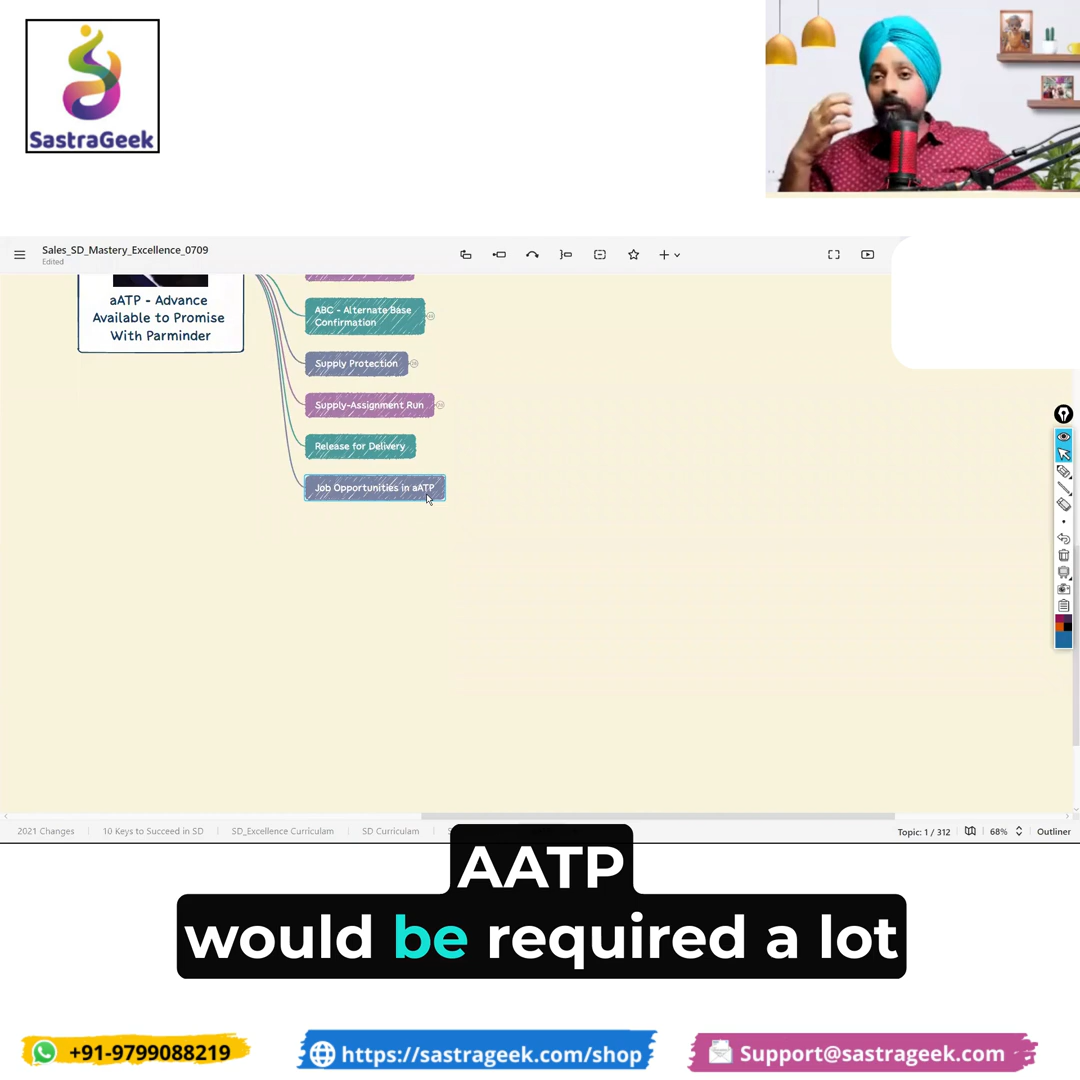 SastraGeek
Sales_SD_Mastery_Excellence_0709
Edited
aATP - Advance
Available to Promise
With Parminder
ABC - Alternate Base
Confirmation
Supply Protection
Supply-Assignment Run
Release for Delivery
Job Opportunities in aATP
2021 Changes
10 Keys to Succeed in SD
SD_Excellence Curriculam
SD Curriculam
Topic: 1 / 312
68%
Outliner
AATP
would be required a lot
+91-9799088219
https://sastrageek.com/shop
Support@sastrageek.com